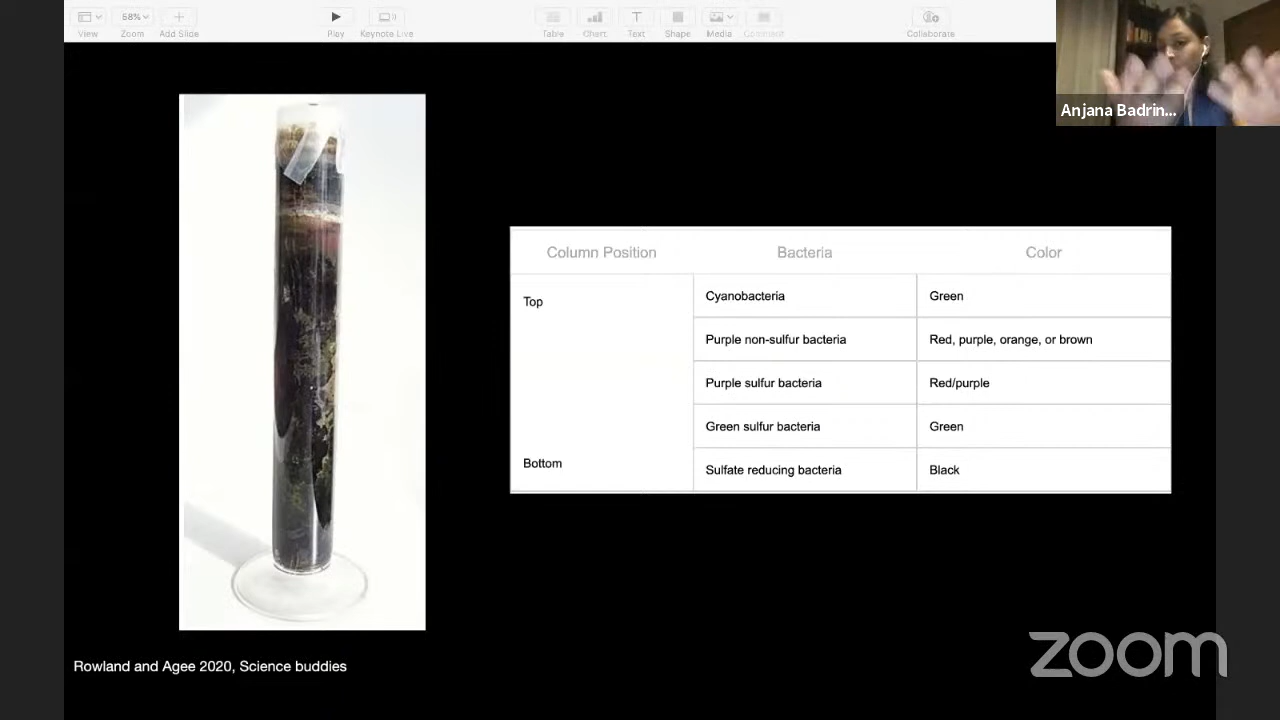 View
68%
Zoom
Add Slide
Play
Keynote Live
Table
Chart
Text
Shape
Media
Comment
Collaborate
Anjana Badrin...
Column Position Bacteria Color
Top Cyanobacteria Green
Purple non-sulfur bacteria Red, purple, orange, or brown
Purple sulfur bacteria Red/purple
Green sulfur bacteria Green
Bottom Sulfate reducing bacteria Black
Rowland and Agee 2020, Science buddies
zoom